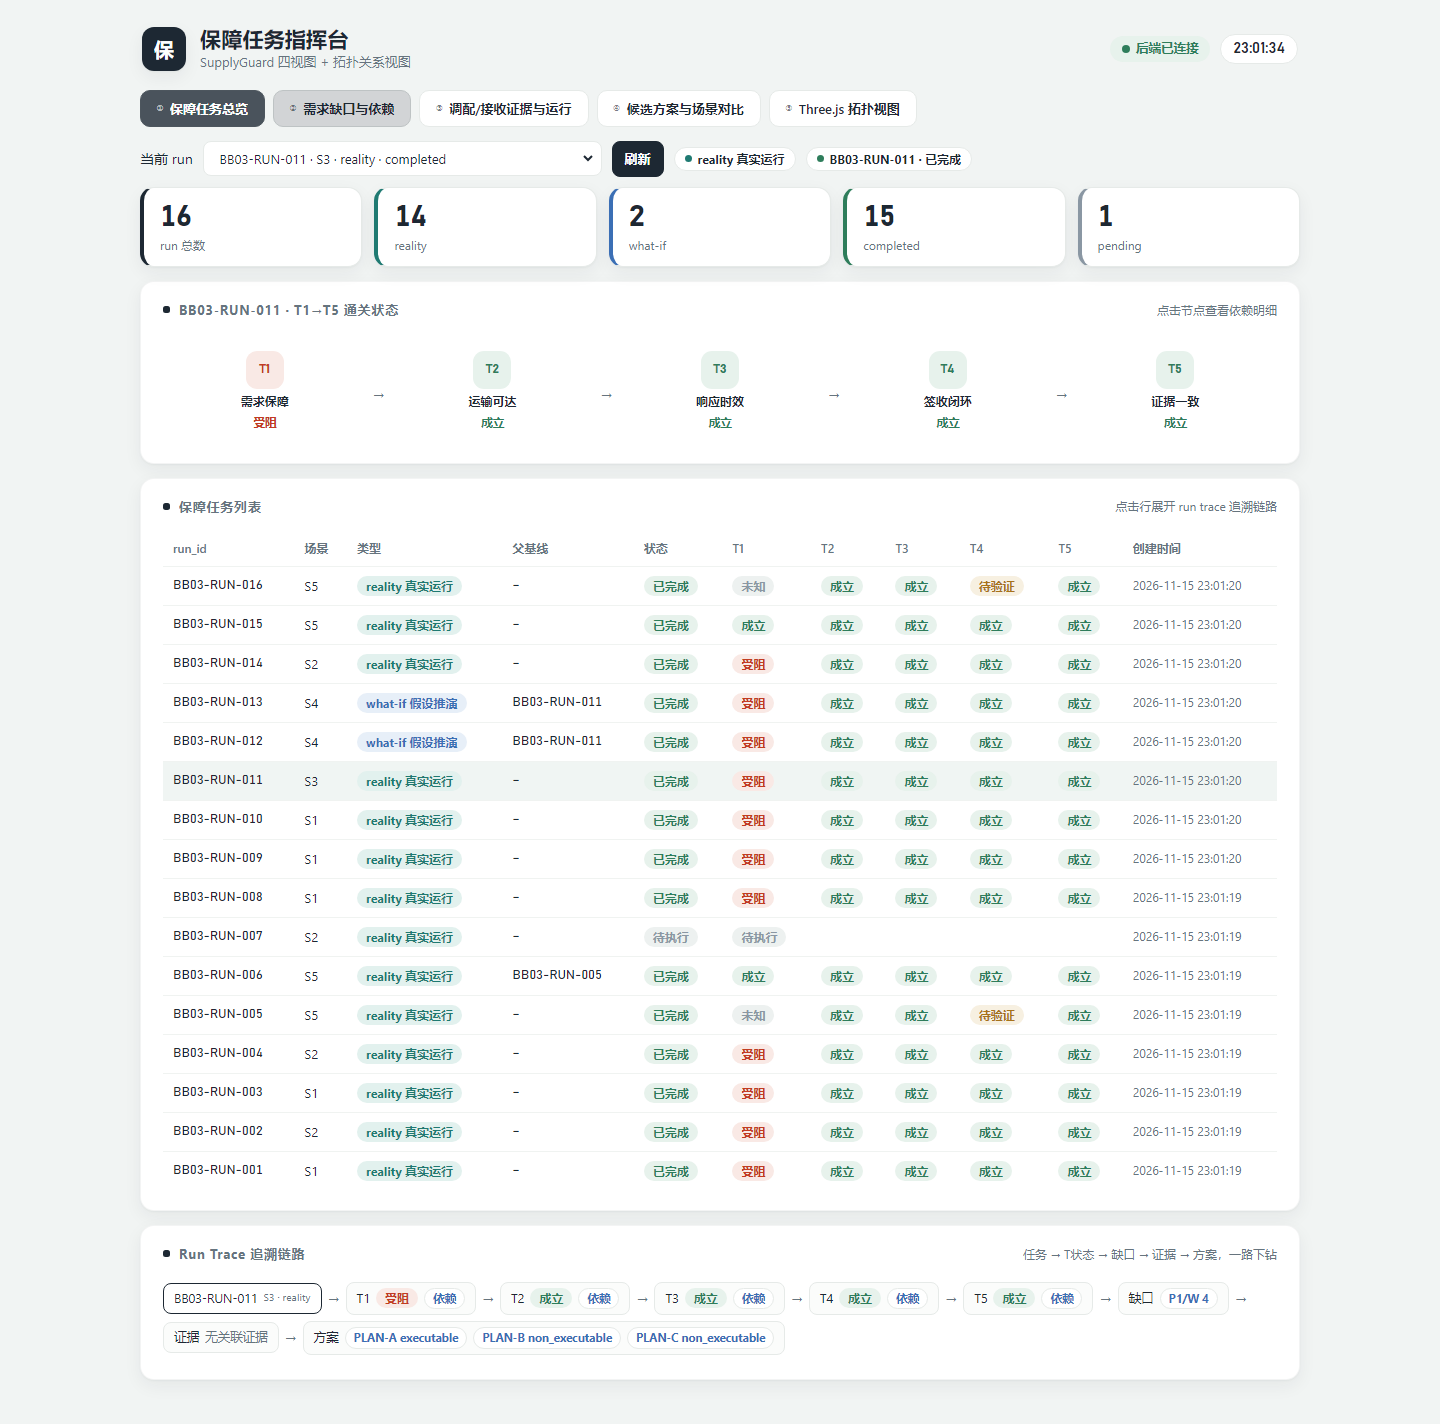 保
保障任务指挥台
SupplyGuard 四视图 + 拓扑关系视图
后端已连接
23:01:34
保障任务总览
需求缺口与依赖
调配/接收证据与运行
候选方案与场景对比
Three.js 拓扑视图
当前 run BB03-RUN-011 · S3 · reality · completed 刷新 reality 真实运行 BB03-RUN-011 · 已完成
16 14 2 15 1
run 总数 reality what-if completed pending
BB03-RUN-011 · T1→T5 通关状态 点击节点查看依赖明细
T1 T2 T3 T4 T5
→ → → →
需求保障 运输可达 响应时效 签收闭环 证据一致
受阻 成立 成立 成立 成立
保障任务列表 点击行展开 run trace 追溯链路
run_id 场景 类型 父基线 状态 T1 T2 T3 T4 T5 创建时间
BB03-RUN-016 S5 reality 真实运行 – 已完成 未知 成立 成立 待验证 成立 2026-11-15 23:01:20
BB03-RUN-015 S5 reality 真实运行 – 已完成 成立 成立 成立 成立 成立 2026-11-15 23:01:20
BB03-RUN-014 S2 reality 真实运行 – 已完成 受阻 成立 成立 成立 成立 2026-11-15 23:01:20
BB03-RUN-013 S4 what-if 假设推演 BB03-RUN-011 已完成 受阻 成立 成立 成立 成立 2026-11-15 23:01:20
BB03-RUN-012 S4 what-if 假设推演 BB03-RUN-011 已完成 受阻 成立 成立 成立 成立 2026-11-15 23:01:20
BB03-RUN-011 S3 reality 真实运行 – 已完成 受阻 成立 成立 成立 成立 2026-11-15 23:01:20
BB03-RUN-010 S1 reality 真实运行 – 已完成 受阻 成立 成立 成立 成立 2026-11-15 23:01:20
BB03-RUN-009 S1 reality 真实运行 – 已完成 受阻 成立 成立 成立 成立 2026-11-15 23:01:20
BB03-RUN-008 S1 reality 真实运行 – 已完成 受阻 成立 成立 成立 成立 2026-11-15 23:01:19
BB03-RUN-007 S2 reality 真实运行 – 待执行 待执行 2026-11-15 23:01:19
BB03-RUN-006 S5 reality 真实运行 BB03-RUN-005 已完成 成立 成立 成立 成立 成立 2026-11-15 23:01:19
BB03-RUN-005 S5 reality 真实运行 – 已完成 未知 成立 成立 待验证 成立 2026-11-15 23:01:19
BB03-RUN-004 S2 reality 真实运行 – 已完成 受阻 成立 成立 成立 成立 2026-11-15 23:01:19
BB03-RUN-003 S1 reality 真实运行 – 已完成 受阻 成立 成立 成立 成立 2026-11-15 23:01:19
BB03-RUN-002 S2 reality 真实运行 – 已完成 受阻 成立 成立 成立 成立 2026-11-15 23:01:19
BB03-RUN-001 S1 reality 真实运行 – 已完成 受阻 成立 成立 成立 成立 2026-11-15 23:01:19
Run Trace 追溯链路 任务 → T状态 → 缺口 → 证据 → 方案，一路下钻
BB03-RUN-011 S3 · reality → T1 受阻 依赖 → T2 成立 依赖 → T3 成立 依赖 → T4 成立 依赖 → T5 成立 依赖 → 缺口 P1/W 4 →
证据 无关联证据 → 方案 PLAN-A executable PLAN-B non_executable PLAN-C non_executable